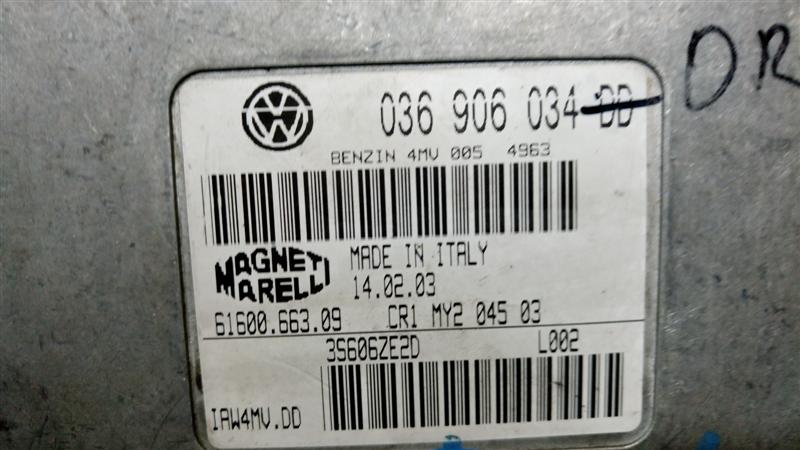 036 906 034 DD DR
BENZIN 4MV 005 4963
MAGNETI MARELLI
MADE IN ITALY
14.02.03
61600.663.09 CR1 MY2 045 03
3S606ZE2D L002
IAW4MV.DD